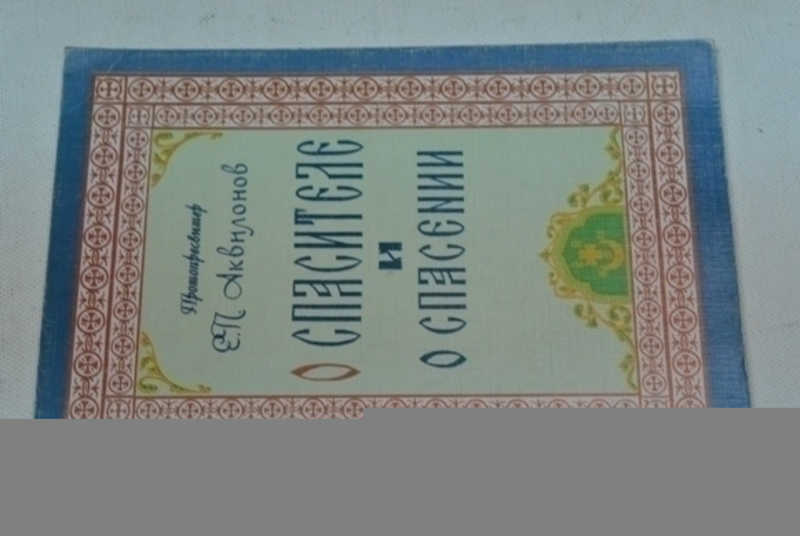 Протопресвитер
Е.П. Аквилонов
О СПАСИТЕЛЕ
И
О СПАСЕНИИ